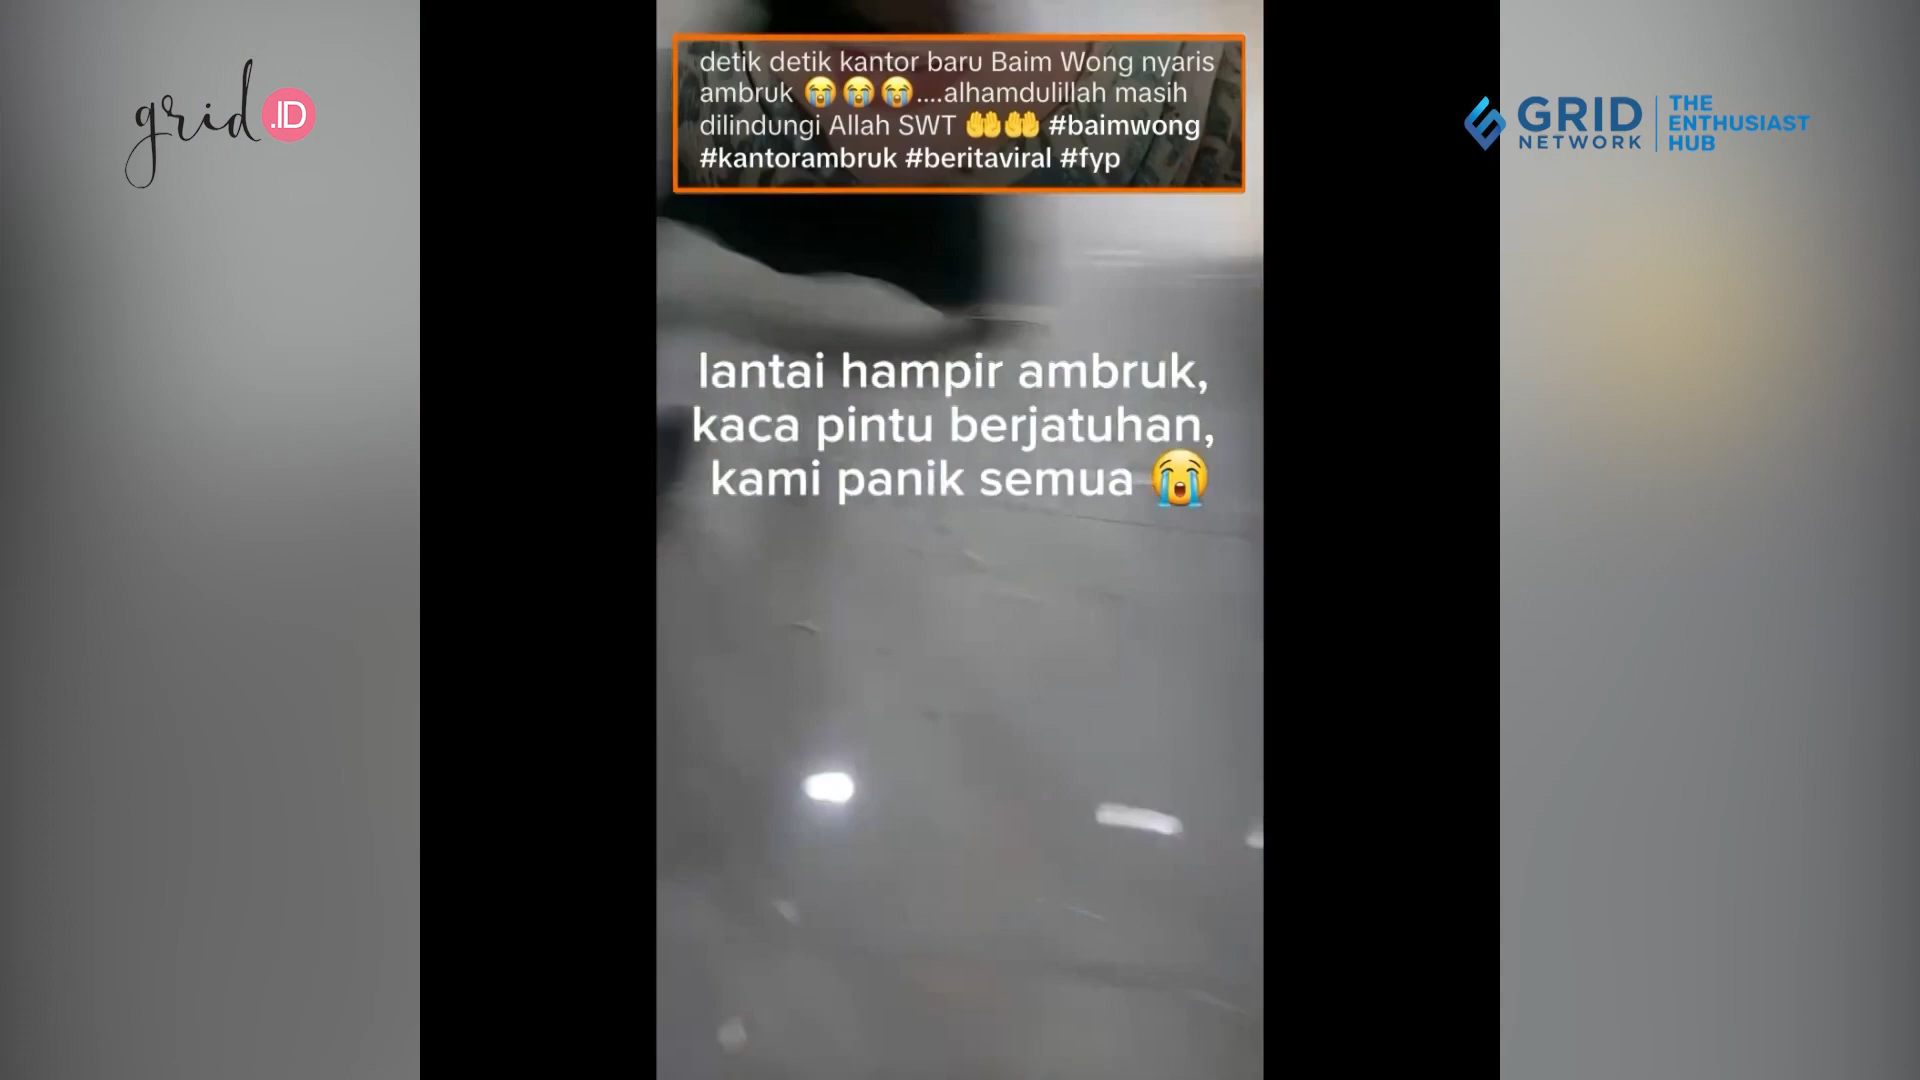 grid.ID
GRID
NETWORK
THE
ENTHUSIAST
HUB
detik detik kantor baru Baim Wong nyaris
ambruk 😭😭😭....alhamdulillah masih
dilindungi Allah SWT 🤲🤲 #baimwong
#kantorambruk #beritaviral #fyp
lantai hampir ambruk,
kaca pintu berjatuhan,
kami panik semua 😭